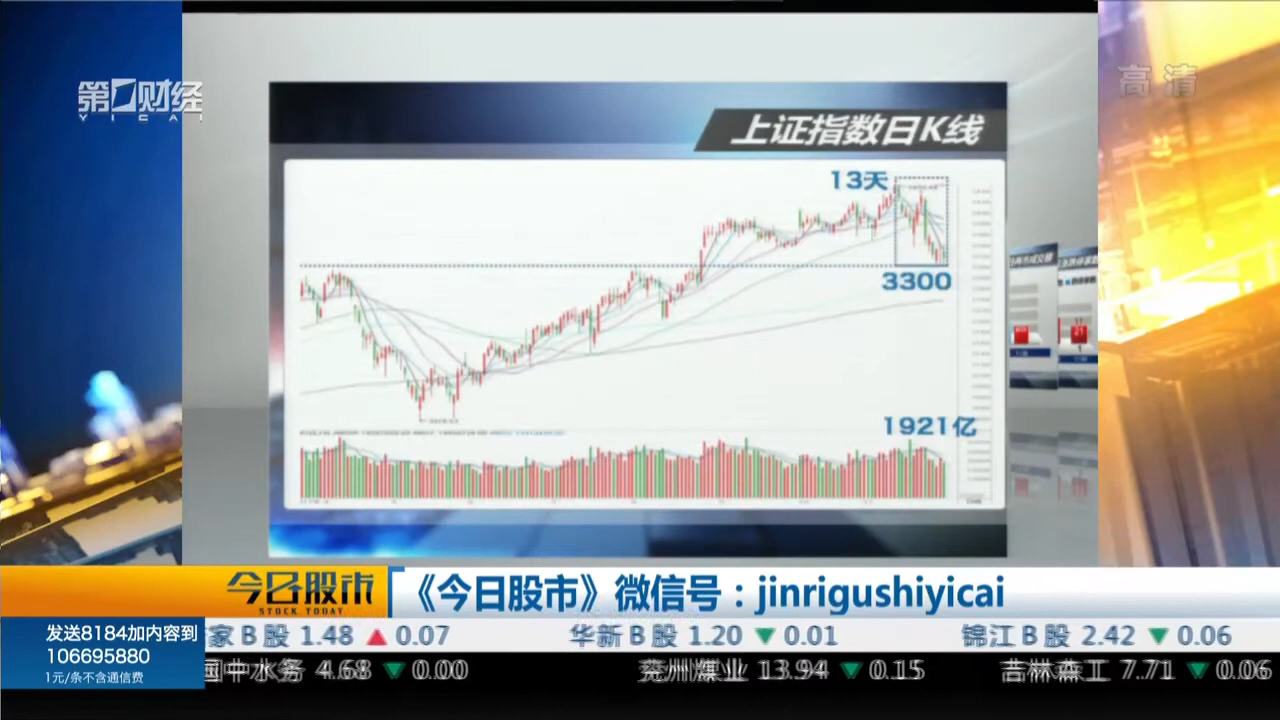 第一财经
YICAI
高清
上证指数日K线
13天
3300
1921亿
今日股市
STOCK TODAY
《今日股市》微信号：jinrigushiyicai
发送8184加内容到
106695880
1元/条不含通信费
家B股 1.48 ▲ 0.07 华新B股 1.20 ▼ 0.01 锦江B股 2.42 ▼ 0.06
国中水务 4.68 ▼ 0.00 兖州煤业 13.94 ▼ 0.15 吉林森工 7.71 ▼ 0.06